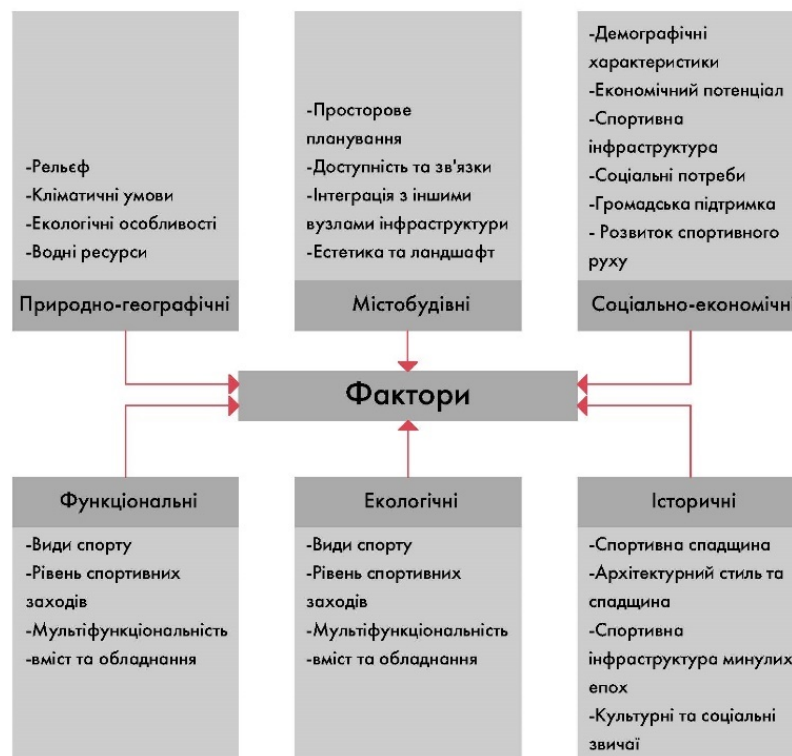 -Рельєф
-Кліматичні умови
-Екологічні особливості
-Водні ресурси
Природно-географічні
-Просторове
планування
-Доступність та зв'язки
-Інтеграція з іншими
вузлами інфраструктури
-Естетика та ландшафт
Містобудівні
-Демографічні
характеристики
-Економічний потенціал
-Спортивна
інфраструктура
-Соціальні потреби
-Громадська підтримка
- Розвиток спортивного
руху
Соціально-економічні
Фактори
Функціональні
-Види спорту
-Рівень спортивних
заходів
-Мультіфункціональність
-вміст та обладнання
Екологічні
-Види спорту
-Рівень спортивних
заходів
-Мультіфункціональність
-вміст та обладнання
Історичні
-Спортивна спадщина
-Архітектурний стиль та
спадщина
-Спортивна
інфраструктура минулих
епох
-Культурні та соціальні
звичаї